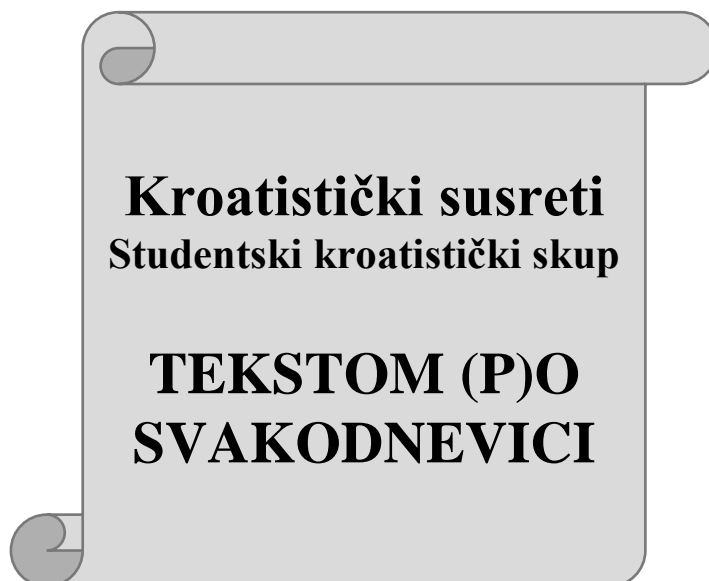 Kroatistički susreti
Studentski kroatistički skup
TEKSTOM (P)O
SVAKODNEVICI